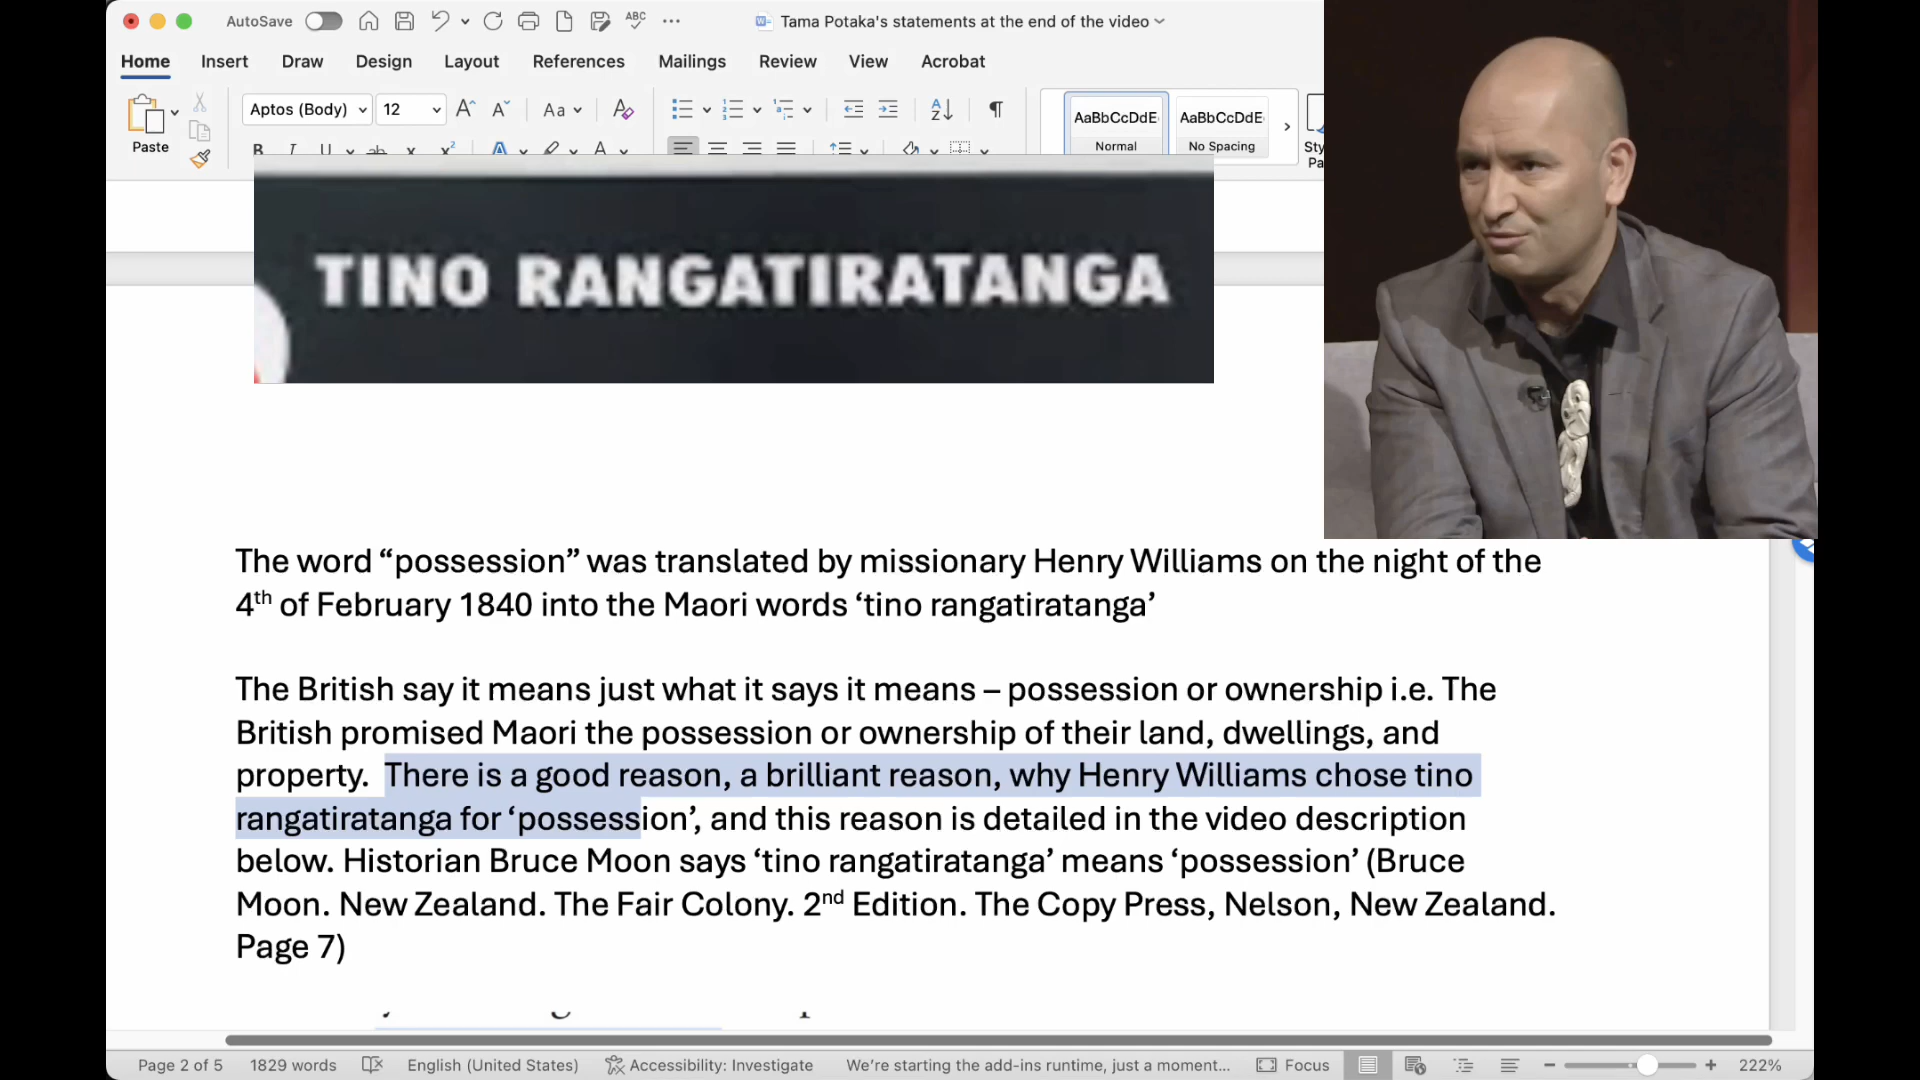 AutoSave
ABC
Tama Potaka's statements at the end of the video
Home Insert Draw Design Layout References Mailings Review View Acrobat
Paste
Aptos (Body) 12
Aa
AaBbCcDdE AaBbCcDdE
Normal No Spacing
TINO RANGATIRATANGA
The word “possession” was translated by missionary Henry Williams on the night of the
4th of February 1840 into the Maori words ‘tino rangatiratanga’
The British say it means just what it says it means – possession or ownership i.e. The
British promised Maori the possession or ownership of their land, dwellings, and
property. There is a good reason, a brilliant reason, why Henry Williams chose tino
rangatiratanga for ‘possession’, and this reason is detailed in the video description
below. Historian Bruce Moon says ‘tino rangatiratanga’ means ‘possession’ (Bruce
Moon. New Zealand. The Fair Colony. 2nd Edition. The Copy Press, Nelson, New Zealand.
Page 7)
Page 2 of 5 1829 words English (United States) Accessibility: Investigate We’re starting the add-ins runtime, just a moment... Focus 222%